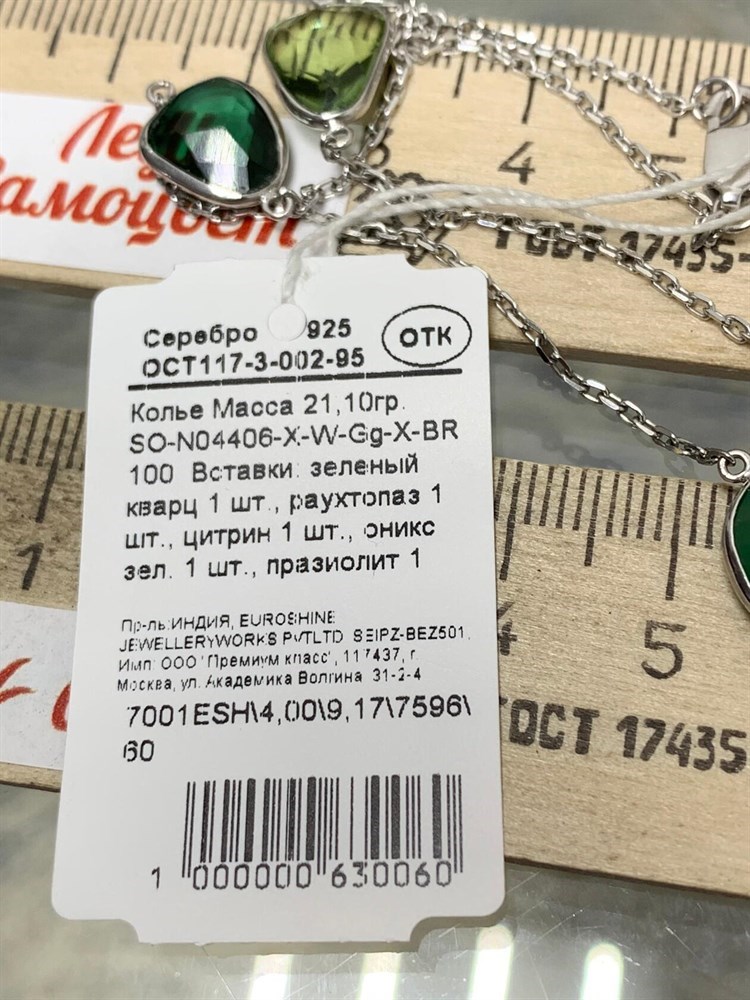 Самоцвет
3
4
5
ГОСТ 17435-
Серебро 925
ОТК
ОСТ117-3-002-95
Колье Масса 21,10гр.
SO-N04406-X-W-Gg-X-BR
100 Вставки: зеленый
кварц 1 шт., раухтопаз 1
шт., цитрин 1 шт., оникс
зел. 1 шт., празиолит 1
Пр-ль:ИНДИЯ, EUROSHINE
JEWELLERYWORKS PVTLTD SEIPZ-BEZ501,
Имп: ООО "Премиум класс", 117437, г.
Москва, ул. Академика Волгина 31-2-4
7001ESH\4,00\9,17\7596\
60
1 000000 630060
1
4
5
ГОСТ 17435